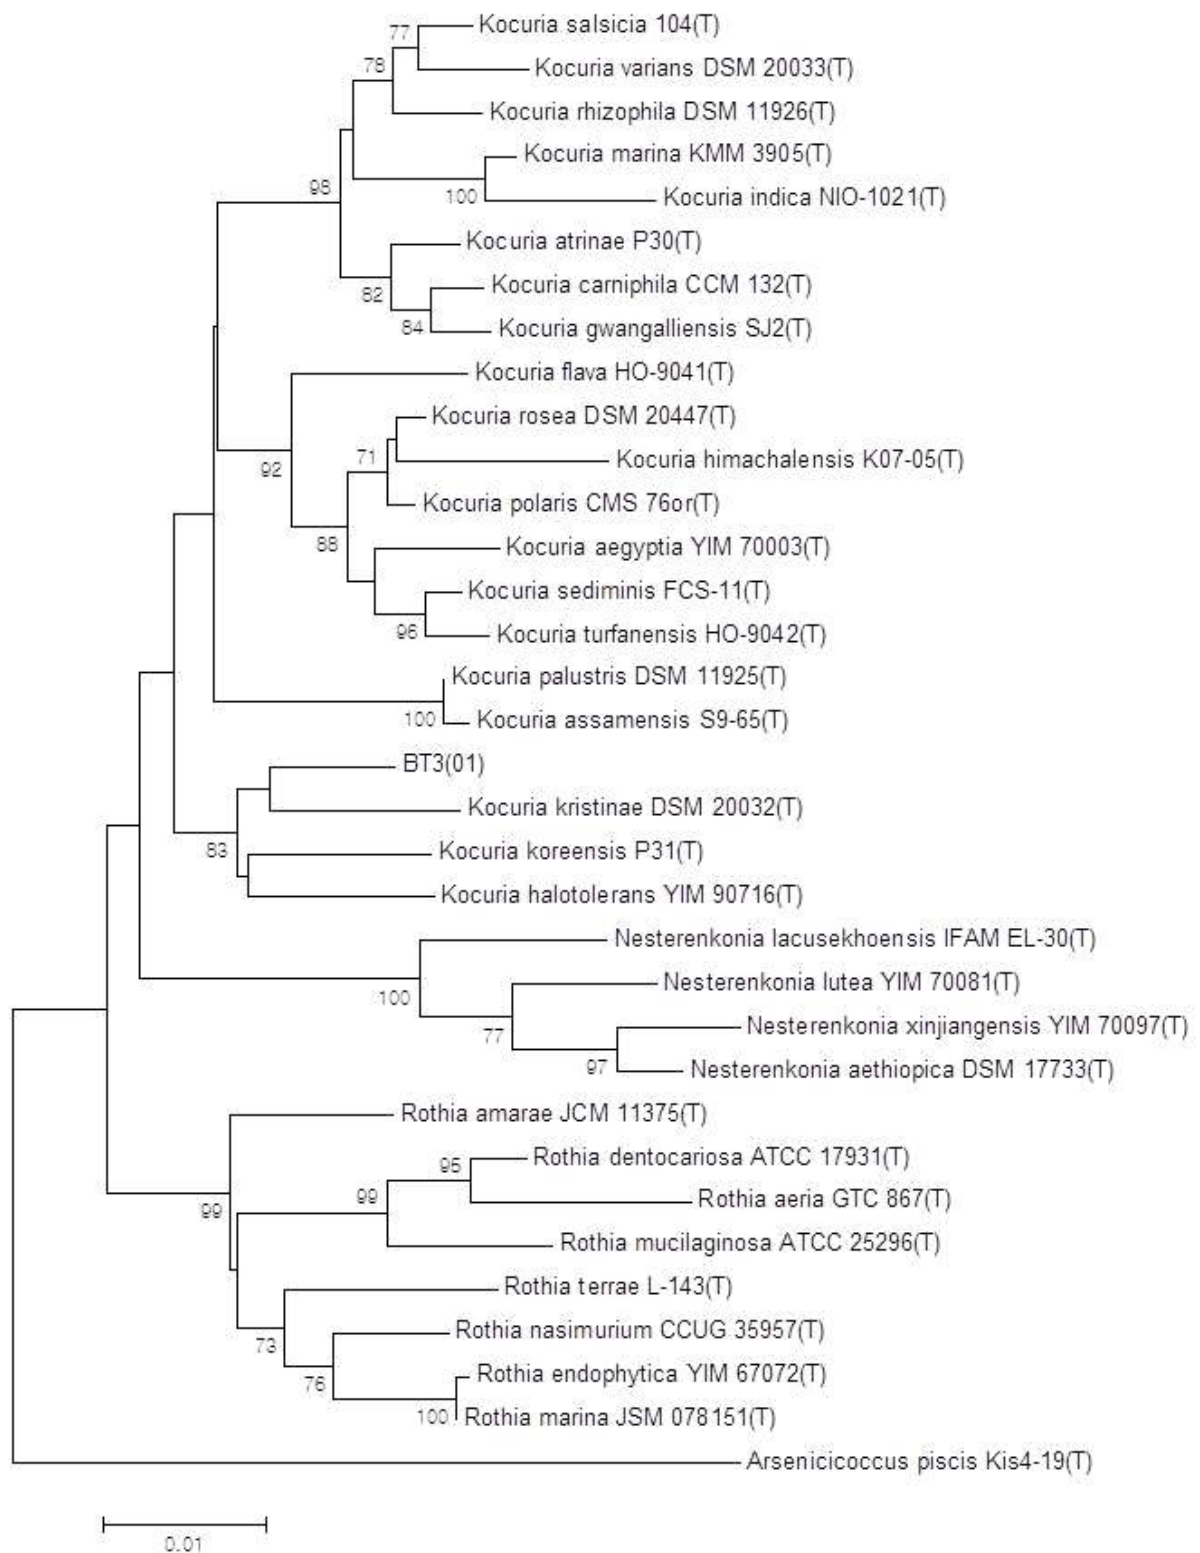 77
Kocuria salsicia 104(T)
78
Kocuria varians DSM 20033(T)
Kocuria rhizophila DSM 11926(T)
Kocuria marina KMM 3905(T)
98
100
Kocuria indica NIO-1021(T)
Kocuria atrinae P30(T)
82
Kocuria carniphila CCM 132(T)
84
Kocuria gwangalliensis SJ2(T)
Kocuria flava HO-9041(T)
Kocuria rosea DSM 20447(T)
92
71
Kocuria himachalensis K07-05(T)
Kocuria polaris CMS 76or(T)
88
Kocuria aegyptia YIM 70003(T)
Kocuria sediminis FCS-11(T)
96
Kocuria turfanensis HO-9042(T)
Kocuria palustris DSM 11925(T)
100
Kocuria assamensis S9-65(T)
BT3(01)
Kocuria kristinae DSM 20032(T)
83
Kocuria koreensis P31(T)
Kocuria halotolerans YIM 90716(T)
Nesterenkonia lacusekhoensis IFAM EL-30(T)
100
Nesterenkonia lutea YIM 70081(T)
77
Nesterenkonia xinjiangensis YIM 70097(T)
97
Nesterenkonia aethiopica DSM 17733(T)
Rothia amarae JCM 11375(T)
95
Rothia dentocariosa ATCC 17931(T)
99
99
Rothia aeria GTC 867(T)
Rothia mucilaginosa ATCC 25296(T)
Rothia terrae L-143(T)
73
Rothia nasimurium CCUG 35957(T)
76
Rothia endophytica YIM 67072(T)
100
Rothia marina JSM 078151(T)
Arsenicicoccus piscis Kis4-19(T)
0.01